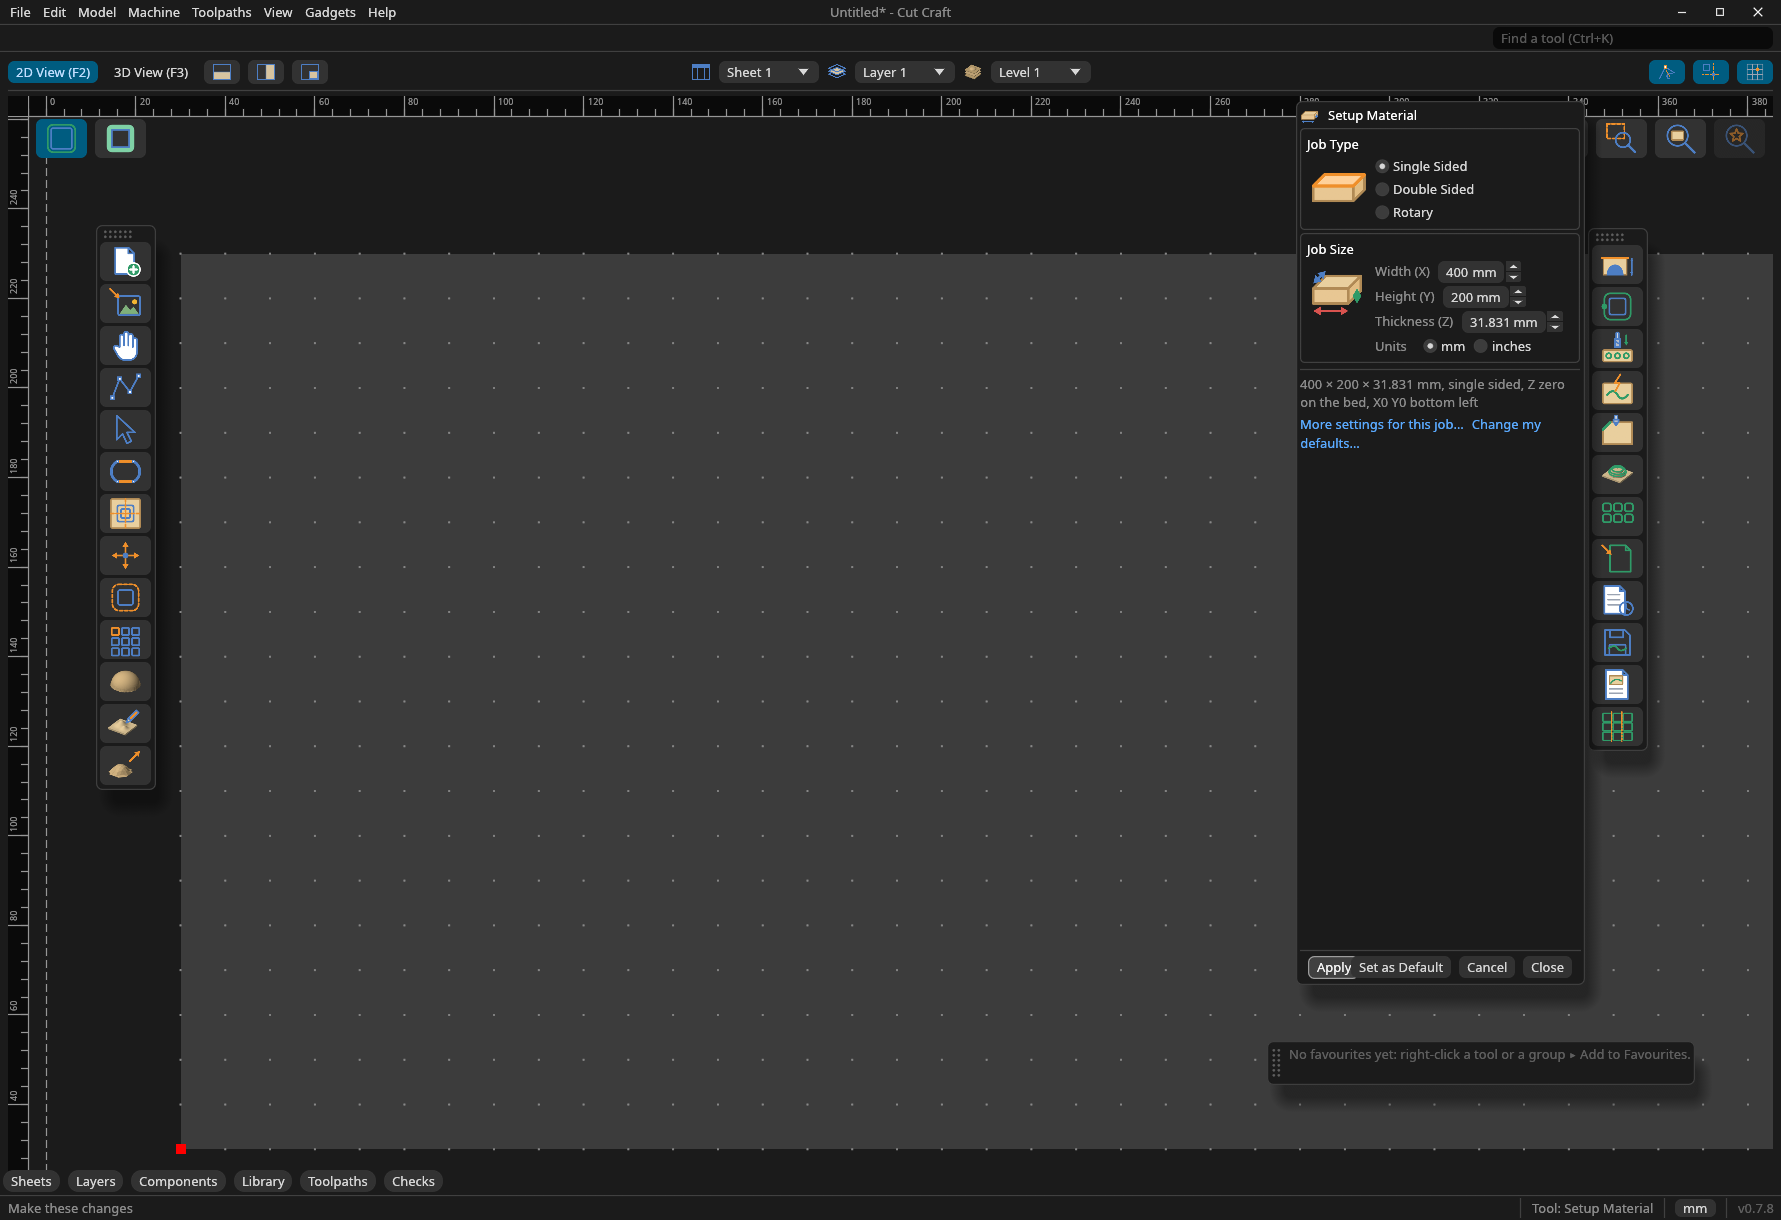 File Edit Model Machine Toolpaths View Gadgets Help
Untitled* - Cut Craft
Find a tool (Ctrl+K)
2D View (F2) 3D View (F3)
Sheet 1
Layer 1
Level 1
0 20 40 60 80 100 120 140 160 180 200 220 240 260
360 380
240
220
200
180
160
140
120
100
80
60
40
Setup Material
Job Type
Single Sided
Double Sided
Rotary
Job Size
Width (X) 400 mm
Height (Y) 200 mm
Thickness (Z) 31.831 mm
Units mm inches
400 × 200 × 31.831 mm, single sided, Z zero
on the bed, X0 Y0 bottom left
More settings for this job... Change my
defaults...
Apply Set as Default Cancel Close
No favourites yet: right-click a tool or a group ▸ Add to Favourites.
Sheets Layers Components Library Toolpaths Checks
Make these changes
Tool: Setup Material mm v0.7.8